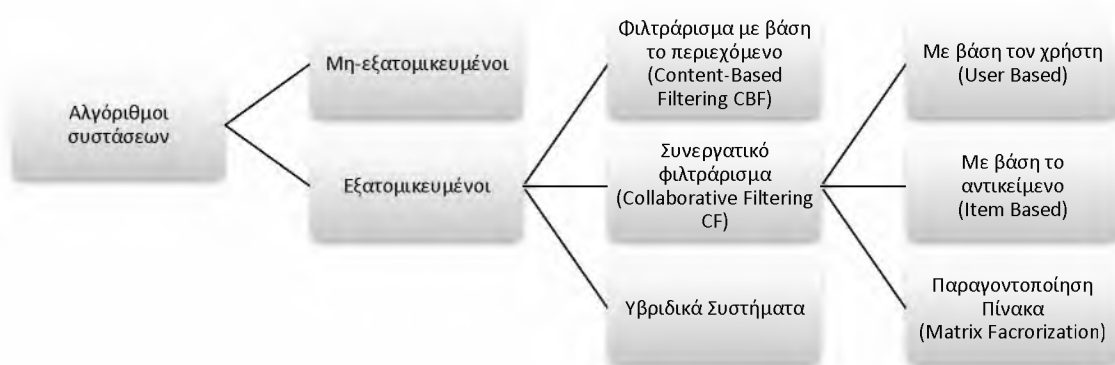 Αλγόριθμοι
συστάσεων
Μη-εξατομικευμένοι
Εξατομικευμένοι
Φιλτράρισμα με βάση
το περιεχόμενο
(Content-Based
Filtering CBF)
Συνεργατικό
φιλτράρισμα
(Collaborative Filtering
CF)
Υβριδικά Συστήματα
Με βάση τον χρήστη
(User Based)
Με βάση το
αντικείμενο
(Item Based)
Παραγοντοποίηση
Πίνακα
(Matrix Facrorization)